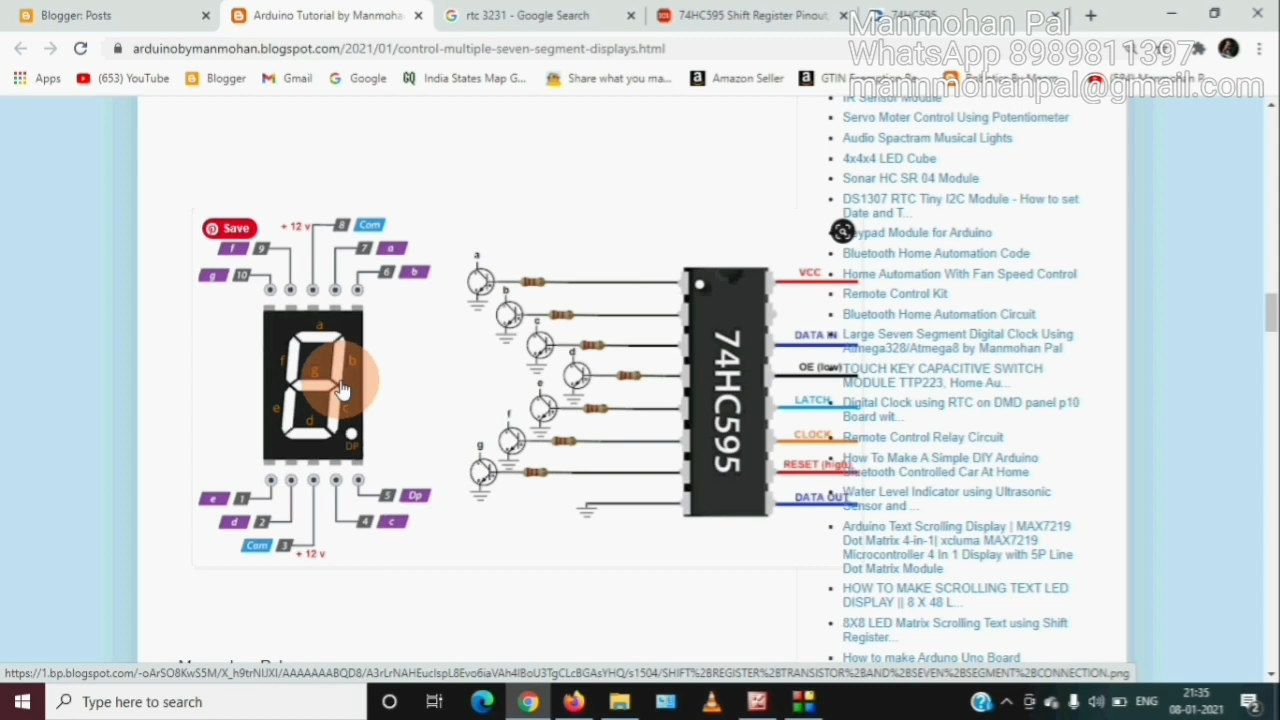 Blogger: Posts
Arduino Tutorial by Manmoha
rtc 3231 - Google Search
74HC595 Shift Register Pinout,
74HC595
Manmohan Pal
WhatsApp 8989811397
mannmohanpal@gmail.com
arduinobymanmohan.blogspot.com/2021/01/control-multiple-seven-segment-displays.html
Apps
(653) YouTube
Blogger
Gmail
Google
India States Map G...
Share what you ma...
Amazon Seller
IR Sensor Module
Servo Moter Control Using Potentiometer
Audio Spactram Musical Lights
4x4x4 LED Cube
Sonar HC SR 04 Module
DS1307 RTC Tiny I2C Module - How to set
Date and T...
eypad Module for Arduino
Bluetooth Home Automation Code
Home Automation With Fan Speed Control
Remote Control Kit
Bluetooth Home Automation Circuit
Large Seven Segment Digital Clock Using
Atmega328/Atmega8 by Manmohan Pal
TOUCH KEY CAPACITIVE SWITCH
MODULE TTP223, Home Au...
Digital Clock using RTC on DMD panel p10
Board wit...
Remote Control Relay Circuit
How To Make A Simple DIY Arduino
Bluetooth Controlled Car At Home
Water Level Indicator using Ultrasonic
Sensor and ...
Arduino Text Scrolling Display | MAX7219
Dot Matrix 4-in-1| xcluma MAX7219
Microcontroller 4 In 1 Display with 5P Line
Dot Matrix Module
HOW TO MAKE SCROLLING TEXT LED
DISPLAY || 8 X 48 L...
8X8 LED Matrix Scrolling Text using Shift
Register...
How to make Arduno Uno Board
Save
+ 12 v
8 Com
f 9
7 a
g 10
6 b
a
f b
g
e c
d
DP
e 1
5 Dp
d 2
4 c
Com 3
+ 12 v
a
b
c
d
e
f
g
74HC595
VCC
DATA IN
OE (low)
LATCH
CLOCK
RESET (high)
DATA OUT
Type here to search
ENG
21:35
08-01-2021
2